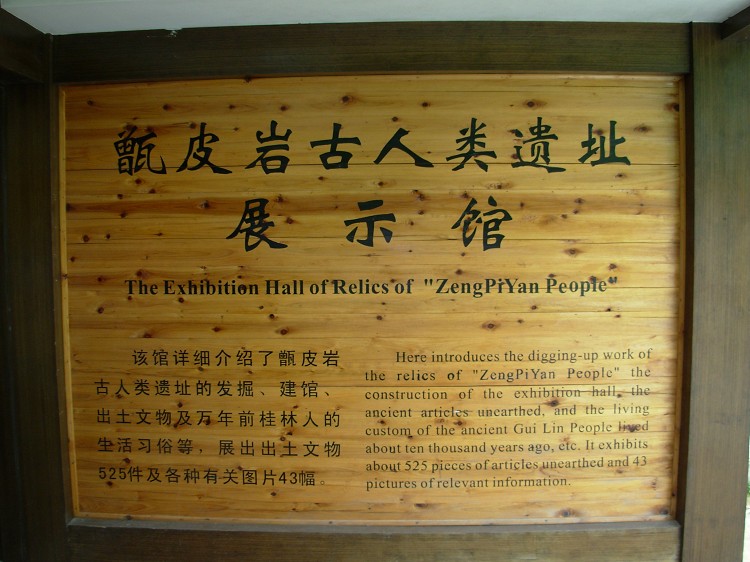 甑皮岩古人类遗址
展示馆
The Exhibition Hall of Relics of "ZengPiYan People"
该馆详细介绍了甑皮岩
古人类遗址的发掘、建馆、
出土文物及万年前桂林人的
生活习俗等，展出出土文物
525件及各种有关图片43幅。
Here introduces the digging-up work of
the relics of "ZengPiYan People" the
construction of the exhibition hall, the
ancient articles unearthed, and the living
custom of the ancient Gui Lin People lived
about ten thousand years ago, etc. It exhibits
about 525 pieces of articles unearthed and 43
pictures of relevant information.